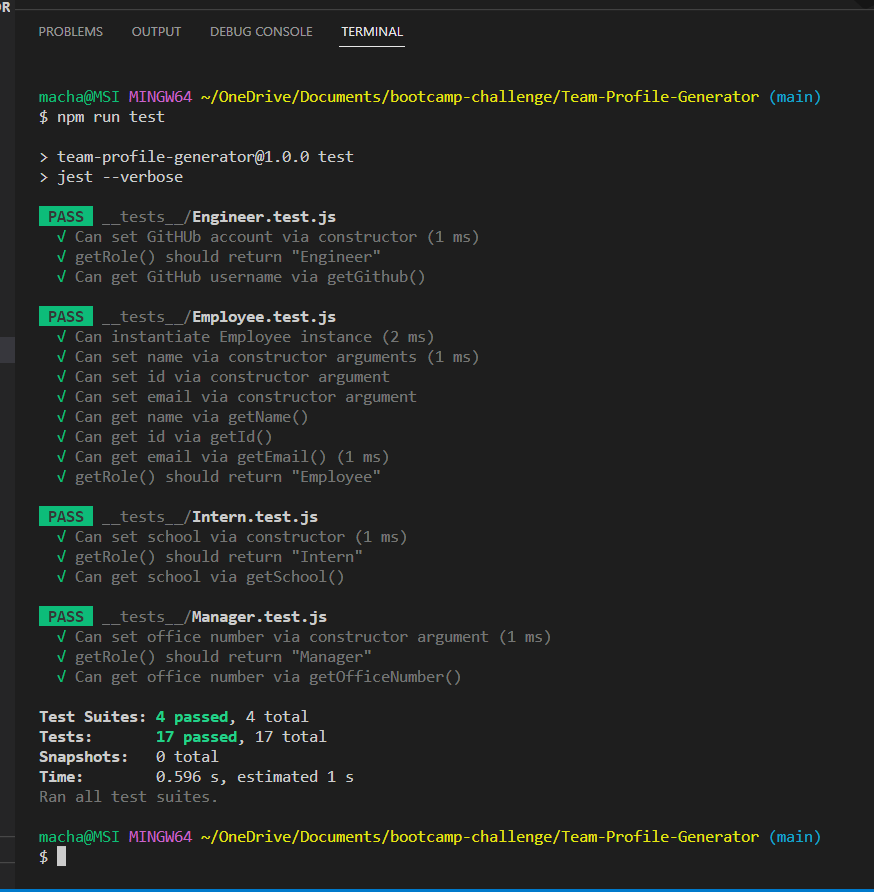 OR
PROBLEMS OUTPUT DEBUG CONSOLE TERMINAL
macha@MSI MINGW64 ~/OneDrive/Documents/bootcamp-challenge/Team-Profile-Generator (main)
$ npm run test
> team-profile-generator@1.0.0 test
> jest --verbose
PASS __tests__/Engineer.test.js
√ Can set GitHUb account via constructor (1 ms)
√ getRole() should return "Engineer"
√ Can get GitHub username via getGithub()
PASS __tests__/Employee.test.js
√ Can instantiate Employee instance (2 ms)
√ Can set name via constructor arguments (1 ms)
√ Can set id via constructor argument
√ Can set email via constructor argument
√ Can get name via getName()
√ Can get id via getId()
√ Can get email via getEmail() (1 ms)
√ getRole() should return "Employee"
PASS __tests__/Intern.test.js
√ Can set school via constructor (1 ms)
√ getRole() should return "Intern"
√ Can get school via getSchool()
PASS __tests__/Manager.test.js
√ Can set office number via constructor argument (1 ms)
√ getRole() should return "Manager"
√ Can get office number via getOfficeNumber()
Test Suites: 4 passed, 4 total
Tests: 17 passed, 17 total
Snapshots: 0 total
Time: 0.596 s, estimated 1 s
Ran all test suites.
macha@MSI MINGW64 ~/OneDrive/Documents/bootcamp-challenge/Team-Profile-Generator (main)
$